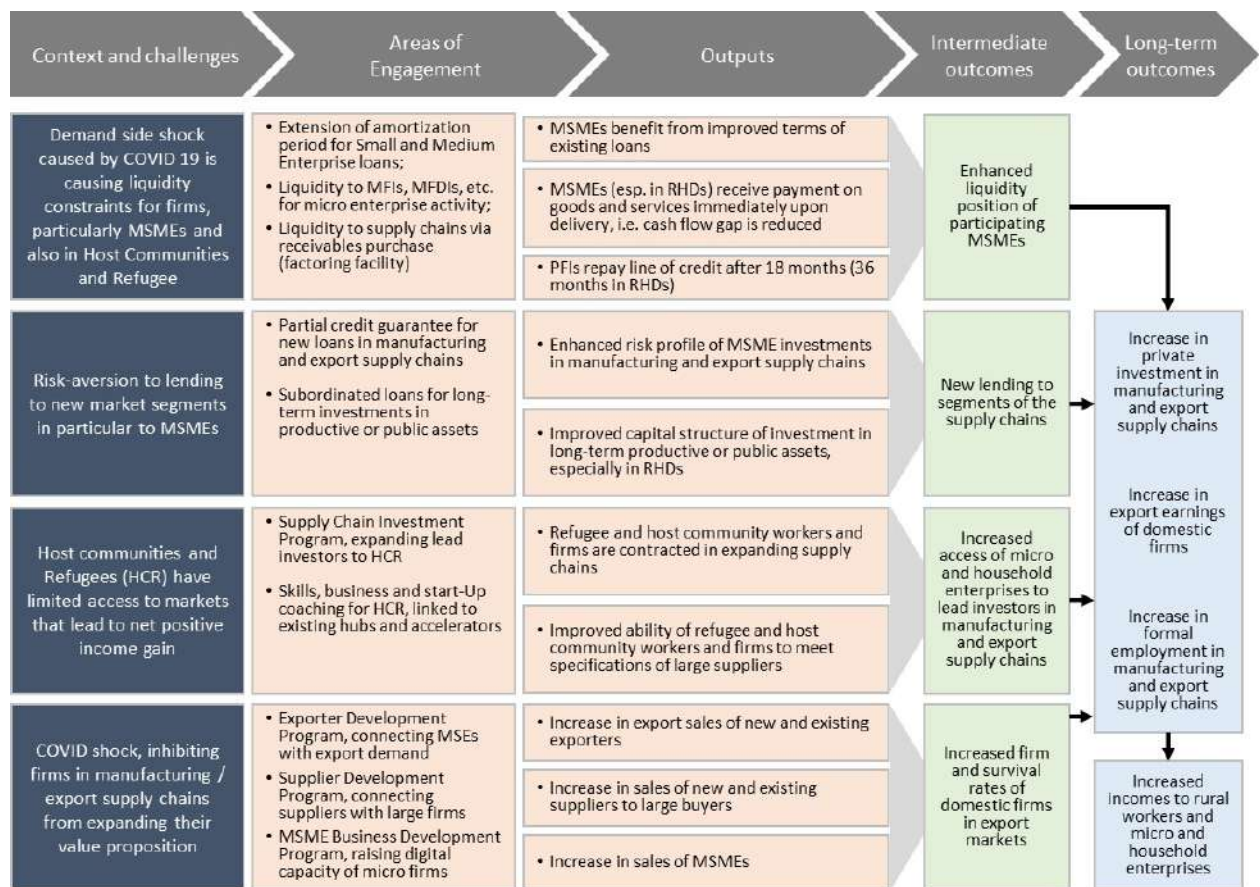 Context and challenges
Areas of
Engagement
Outputs
Intermediate
outcomes
Long-term
outcomes
Demand side shock
caused by COVID 19 is
causing liquidity
constraints for firms,
particularly MSMEs and
also in Host Communities
and Refugee
• Extension of amortization
period for Small and Medium
Enterprise loans;
• Liquidity to MFIs, MFDIs, etc.
for micro enterprise activity;
• Liquidity to supply chains via
receivables purchase
(factoring facility)
• MSMEs benefit from improved terms of
existing loans
• MSMEs (esp. in RHDs) receive payment on
goods and services immediately upon
delivery, i.e. cash flow gap is reduced
• PFIs repay line of credit after 18 months (36
months in RHDs)
Enhanced
liquidity
position of
participating
MSMEs
Risk-aversion to lending
to new market segments
in particular to MSMEs
• Partial credit guarantee for
new loans in manufacturing
and export supply chains
• Subordinated loans for long-
term investments in
productive or public assets
• Enhanced risk profile of MSME investments
in manufacturing and export supply chains
• Improved capital structure of investment in
long-term productive or public assets,
especially in RHDs
New lending to
segments of the
supply chains
Host communities and
Refugees (HCR) have
limited access to markets
that lead to net positive
income gain
• Supply Chain Investment
Program, expanding lead
investors to HCR
• Skills, business and start-Up
coaching for HCR, linked to
existing hubs and accelerators
• Refugee and host community workers and
firms are contracted in expanding supply
chains
• Improved ability of refugee and host
community workers and firms to meet
specifications of large suppliers
Increased
access of micro
and household
enterprises to
lead investors in
manufacturing
and export
supply chains
COVID shock, inhibiting
firms in manufacturing /
export supply chains
from expanding their
value proposition
• Exporter Development
Program, connecting MSEs
with export demand
• Supplier Development
Program, connecting
suppliers with large firms
• MSME Business Development
Program, raising digital
capacity of micro firms
• Increase in export sales of new and existing
exporters
• Increase in sales of new and existing
suppliers to large buyers
• Increase in sales of MSMEs
Increased firm
and survival
rates of
domestic firms
in export
markets
Increase in
private
investment in
manufacturing
and export
supply chains
Increase in
export earnings
of domestic
firms
Increase in
formal
employment in
manufacturing
and export
supply chains
Increased
incomes to rural
workers and
micro and
household
enterprises